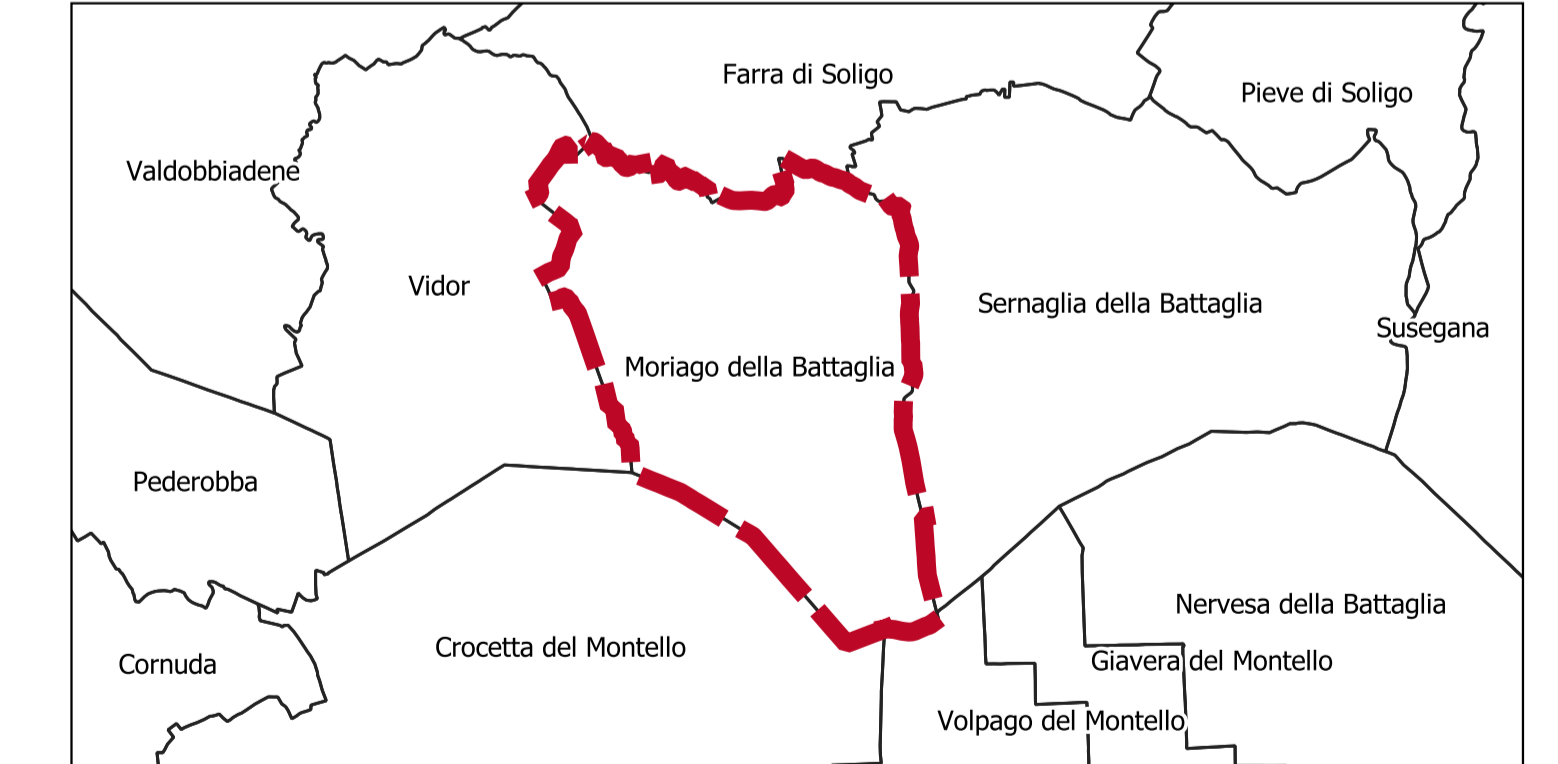 Farra di Soligo
Pieve di Soligo
Valdobbiadene
Vidor
Sernaglia della Battaglia
Susegana
Moriago della Battaglia
Pederobba
Nervesa della Battaglia
Crocetta del Montello
Giavera del Montello
Cornuda
Volpago del Montello